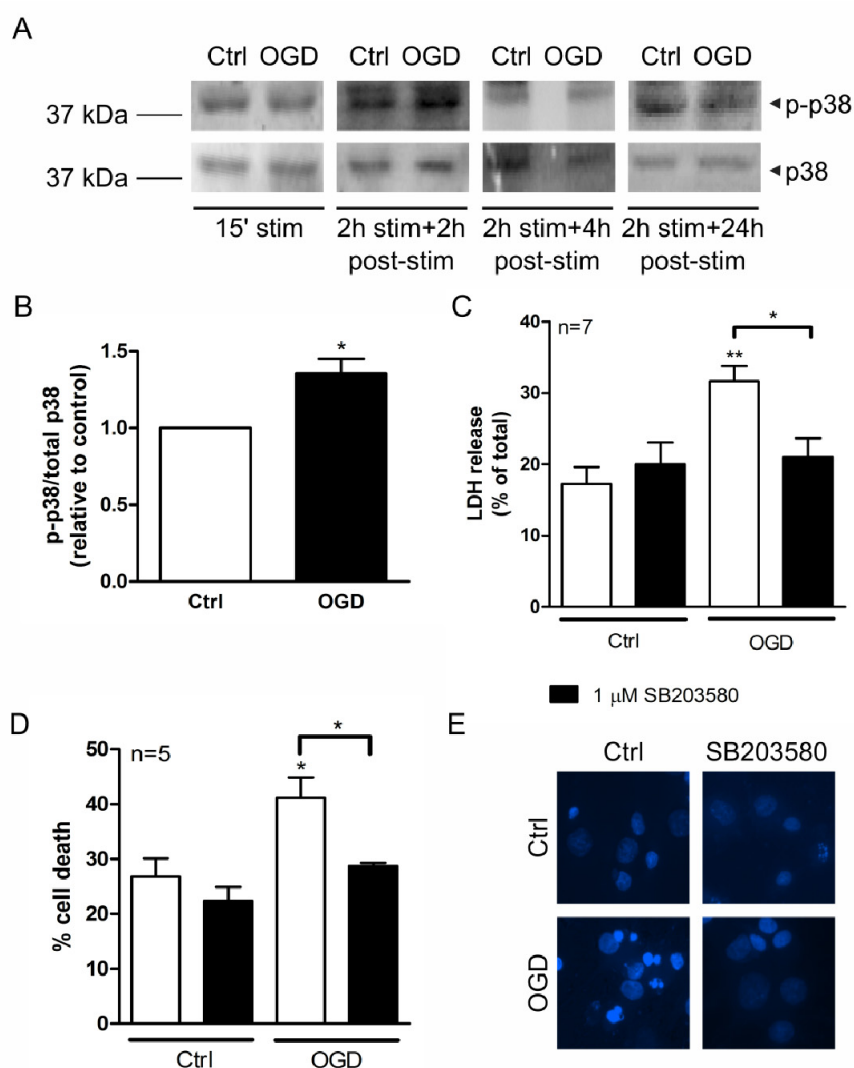 A
Ctrl OGD Ctrl OGD Ctrl OGD Ctrl OGD
37 kDa
p-p38
37 kDa
p38
15' stim
2h stim+2h
post-stim
2h stim+4h
post-stim
2h stim+24h
post-stim
B
1.5
1.0
0.5
0.0
p-p38/total p38
(relative to control)
*
Ctrl
OGD
C
40
30
20
10
0
LDH release
(% of total)
n=7
**
*
Ctrl
OGD
1 μM SB203580
D
50
40
30
20
10
0
% cell death
n=5
*
*
Ctrl
OGD
E
Ctrl SB203580
Ctrl
OGD